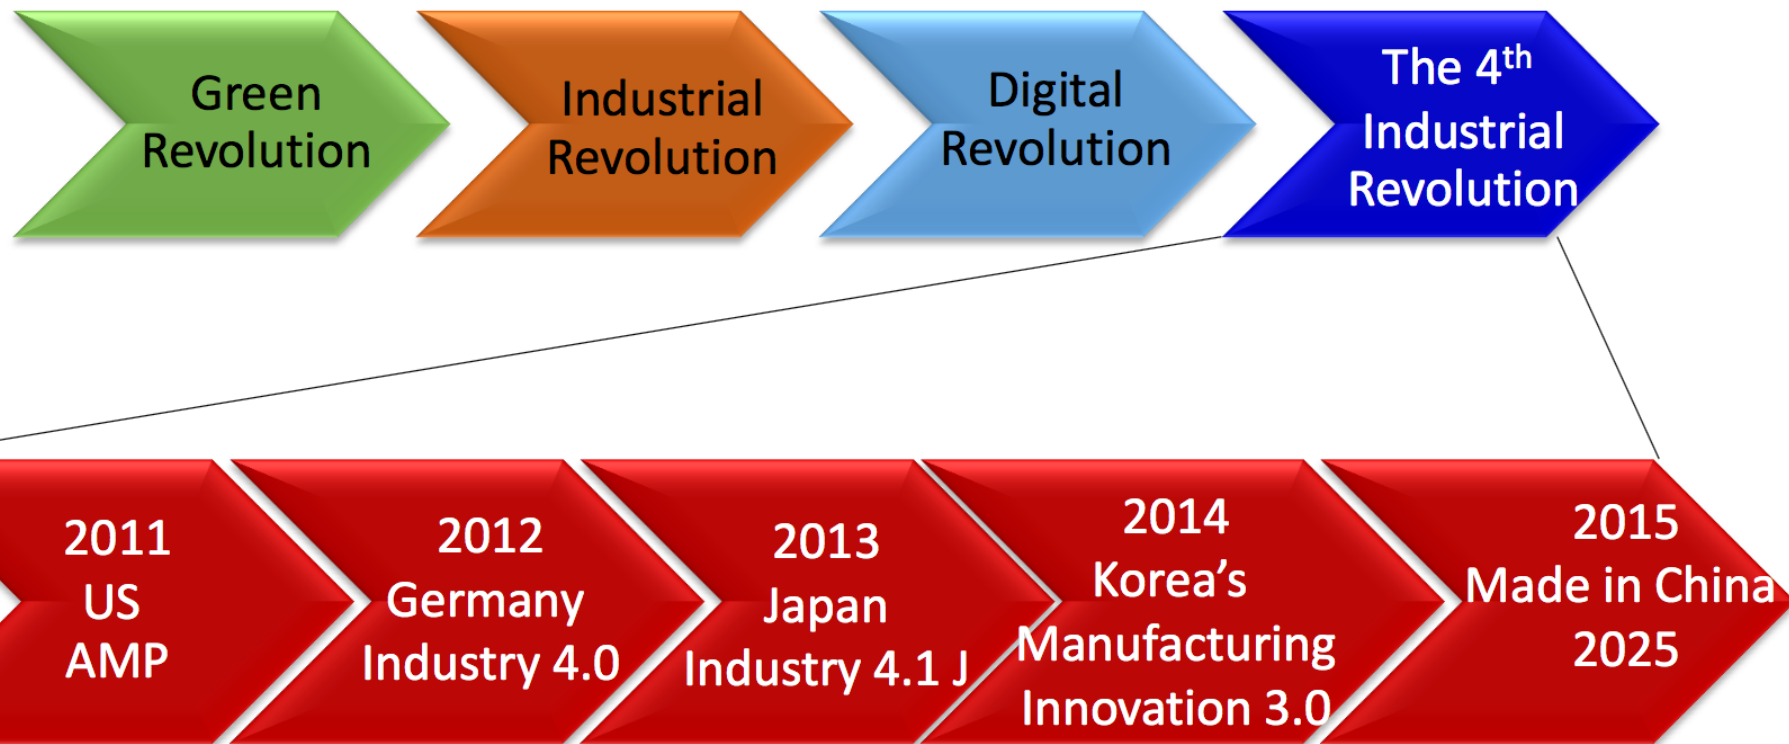 Green
Revolution
Industrial
Revolution
Digital
Revolution
The 4th
Industrial
Revolution
2011
US
AMP
2012
Germany
Industry 4.0
2013
Japan
Industry 4.1 J
2014
Korea’s
Manufacturing
Innovation 3.0
2015
Made in China
2025